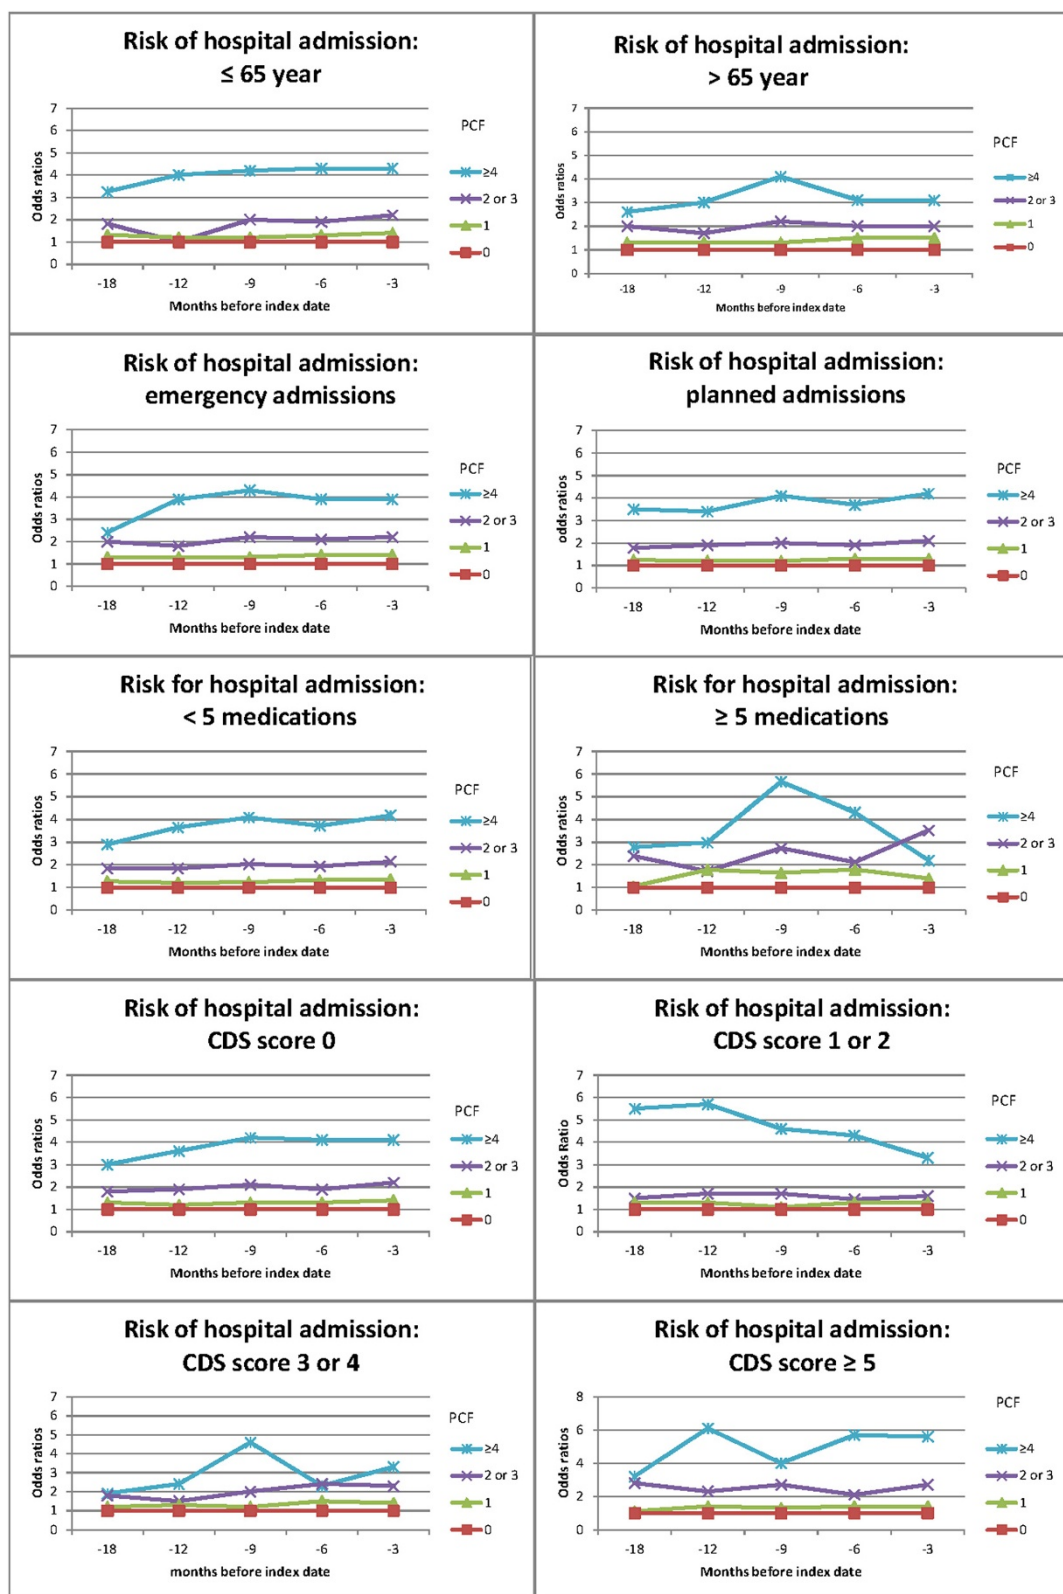 Risk of hospital admission:
≤ 65 year
7
6
5
4
3
2
1
0
Odds ratios
-18 -12 -9 -6 -3
Months before index date
PCF
≥4
2 or 3
1
0
Risk of hospital admission:
> 65 year
7
6
5
4
3
2
1
0
Odds ratios
-18 -12 -9 -6 -3
Months before index date
PCF
≥4
2 or 3
1
0
Risk of hospital admission:
emergency admissions
7
6
5
4
3
2
1
0
Odds ratios
-18 -12 -9 -6 -3
Months before index date
PCF
≥4
2 or 3
1
0
Risk of hospital admission:
planned admissions
7
6
5
4
3
2
1
0
Odds ratios
-18 -12 -9 -6 -3
Months before index date
PCF
≥4
2 or 3
1
0
Risk for hospital admission:
< 5 medications
7
6
5
4
3
2
1
0
Odds ratios
-18 -12 -9 -6 -3
Months before index date
PCF
≥4
2 or 3
1
0
Risk for hospital admission:
≥ 5 medications
7
6
5
4
3
2
1
0
Odds ratios
-18 -12 -9 -6 -3
Months before index date
PCF
≥4
2 or 3
1
0
Risk of hospital admission:
CDS score 0
7
6
5
4
3
2
1
0
Odds ratios
-18 -12 -9 -6 -3
Months before index date
PCF
≥4
2 or 3
1
0
Risk of hospital admission:
CDS score 1 or 2
7
6
5
4
3
2
1
0
Odds Ratio
-18 -12 -9 -6 -3
Months before index date
PCF
≥4
2 or 3
1
0
Risk of hospital admission:
CDS score 3 or 4
7
6
5
4
3
2
1
0
Odds ratios
-18 -12 -9 -6 -3
months before index date
PCF
≥4
2 or 3
1
0
Risk of hospital admission:
CDS score ≥ 5
8
6
4
2
0
Odds ratios
-18 -12 -9 -6 -3
Months before index date
PCF
≥4
2 or 3
1
0